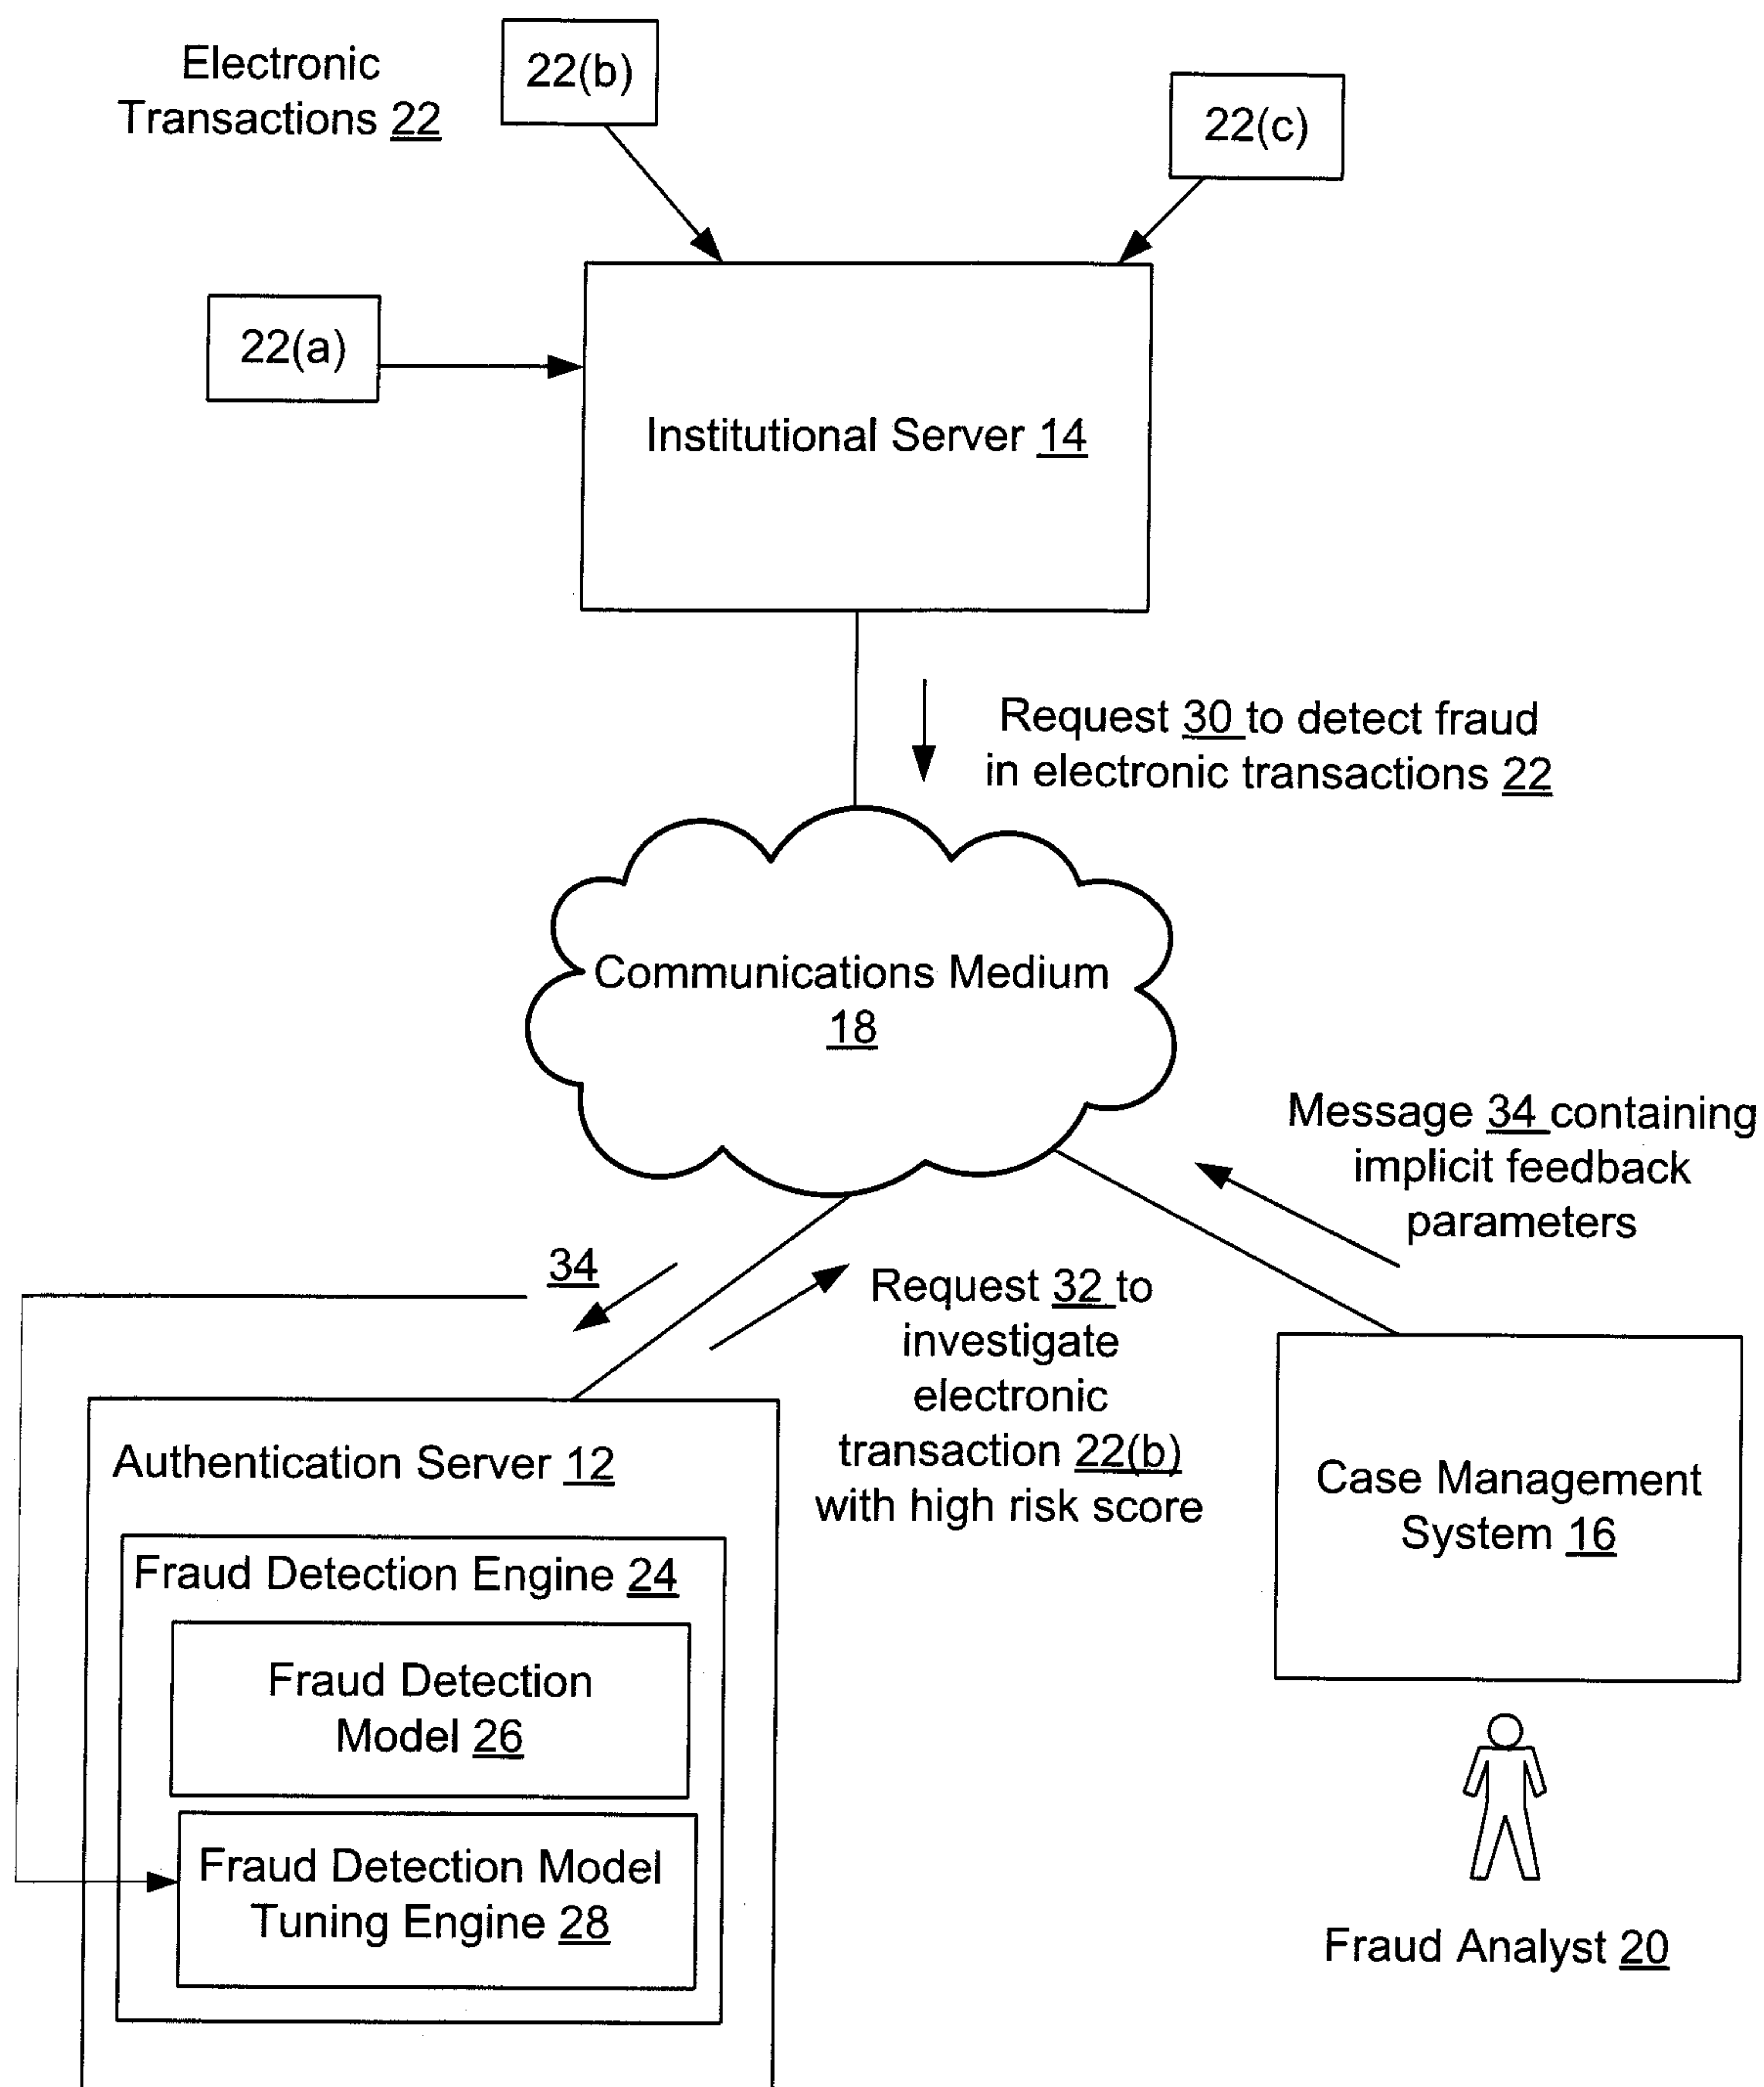 Electronic
Transactions 22
22(b)
22(c)
22(a)
Institutional Server 14
Request 30 to detect fraud
in electronic transactions 22
Communications Medium
18
Message 34 containing
implicit feedback
parameters
34
Request 32 to
investigate
electronic
transaction 22(b)
with high risk score
Authentication Server 12
Fraud Detection Engine 24
Fraud Detection
Model 26
Fraud Detection Model
Tuning Engine 28
Case Management
System 16
Fraud Analyst 20